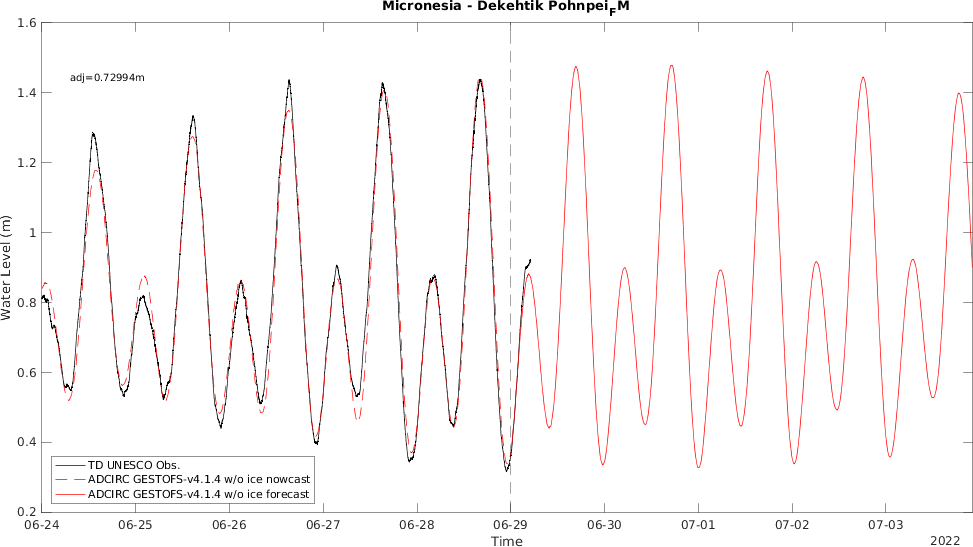 Micronesia - Dekehtik Pohnpei_FM
adj=0.72994m
Water Level (m)
1.6
1.4
1.2
1
0.8
0.6
0.4
0.2
TD UNESCO Obs.
ADCIRC GESTOFS-v4.1.4 w/o ice nowcast
ADCIRC GESTOFS-v4.1.4 w/o ice forecast
06-24 06-25 06-26 06-27 06-28 06-29 06-30 07-01 07-02 07-03
Time
2022